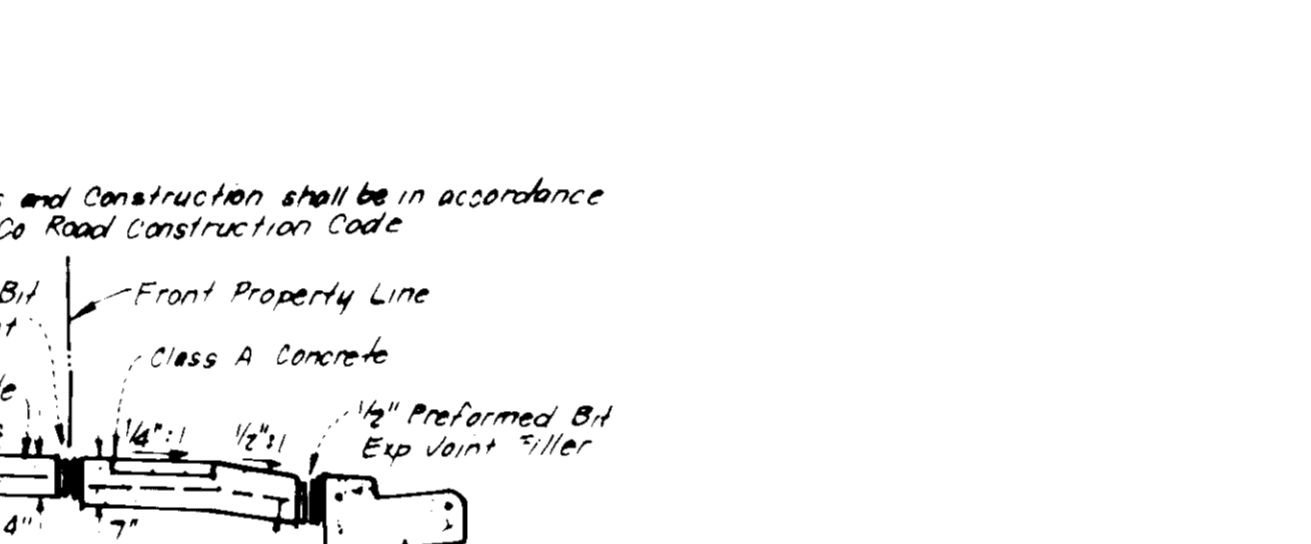 and Construction shall be in accordance
Co Road Construction Code
Bit
Front Property Line
Class A Concrete
1/4":1
1/2":1
1/2" Preformed Bit
Exp Joint Filler
4"
7"